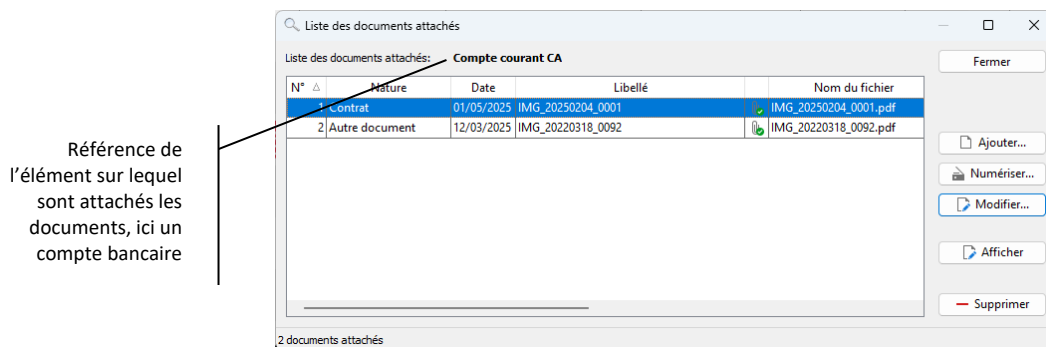 Liste des documents attachés
Liste des documents attachés: Compte courant CA
Fermer
N° Nature Date Libellé Nom du fichier
1 Contrat 01/05/2025 IMG_20250204_0001 IMG_20250204_0001.pdf
2 Autre document 12/03/2025 IMG_20220318_0092 IMG_20220318_0092.pdf
Ajouter...
Numériser...
Modifier...
Afficher
Supprimer
2 documents attachés
Référence de
l’élément sur lequel
sont attachés les
documents, ici un
compte bancaire